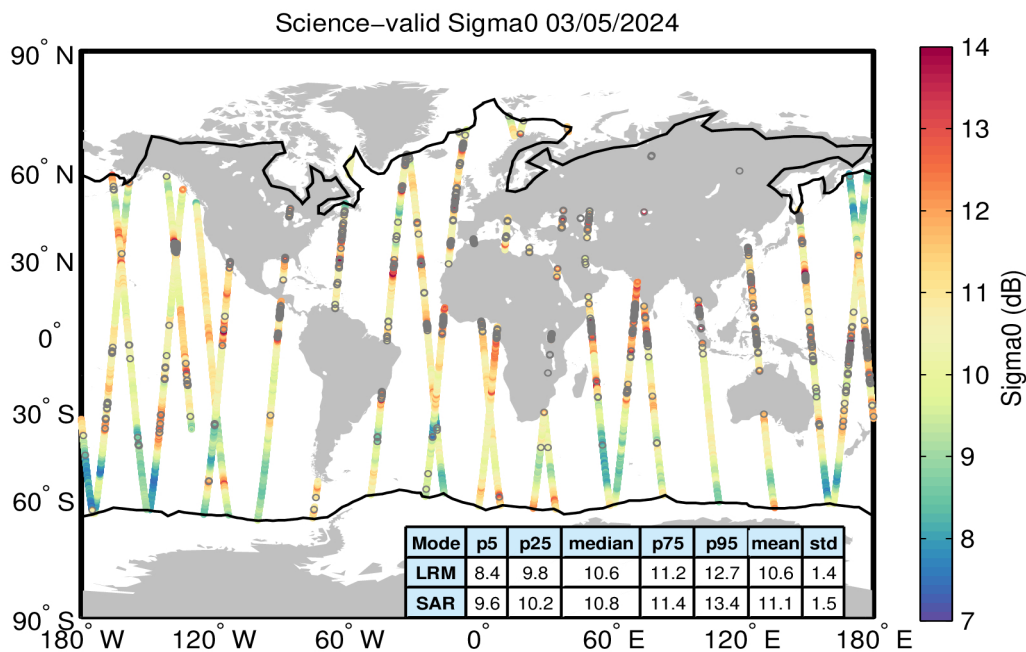 Science−valid Sigma0 03/05/2024
90° N
60° N
30° N
0°
30° S
60° S
90° S
180° W
120° W
60° W
0°
60° E
120° E
180° E
14
13
12
11
10
9
8
7
Sigma0 (dB)
Mode p5 p25 median p75 p95 mean std
LRM 8.4 9.8 10.6 11.2 12.7 10.6 1.4
SAR 9.6 10.2 10.8 11.4 13.4 11.1 1.5